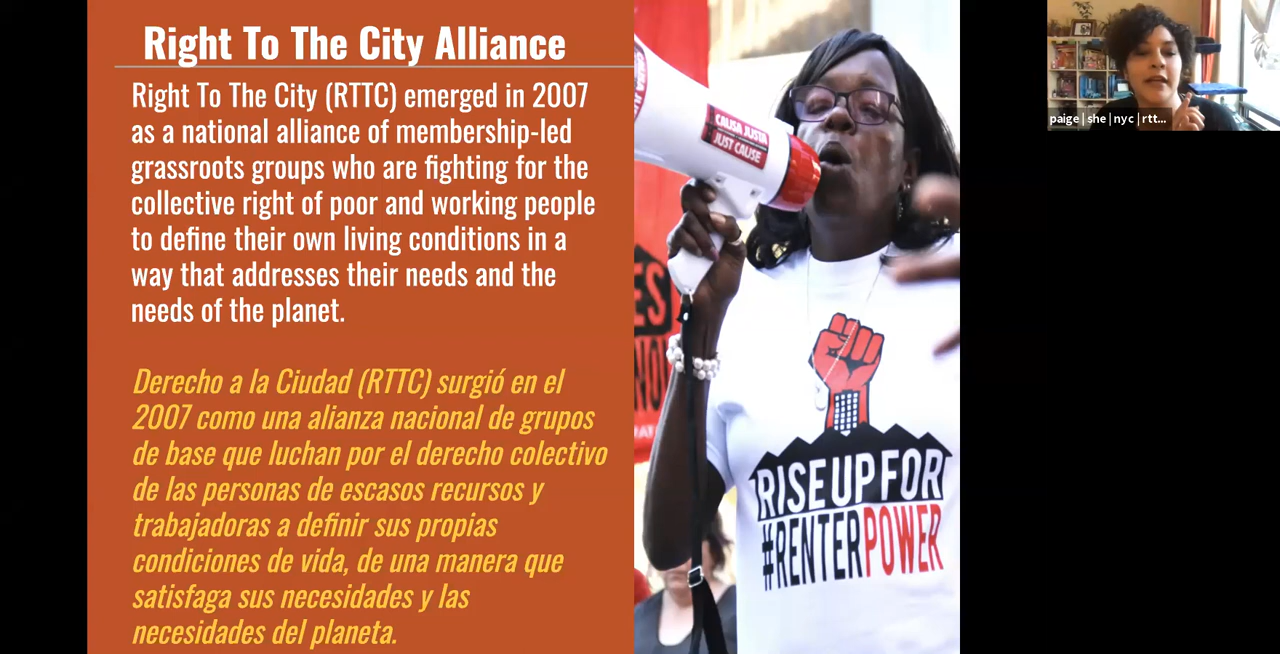 Right To The City Alliance
Right To The City (RTTC) emerged in 2007
as a national alliance of membership-led
grassroots groups who are fighting for the
collective right of poor and working people
to define their own living conditions in a
way that addresses their needs and the
needs of the planet.
Derecho a la Ciudad (RTTC) surgió en el
2007 como una alianza nacional de grupos
de base que luchan por el derecho colectivo
de las personas de escasos recursos y
trabajadoras a definir sus propias
condiciones de vida, de una manera que
satisfaga sus necesidades y las
necesidades del planeta.
CAUSA JUSTA
JUST CAUSE
RISE UP FOR
#RENTERPOWER
paige | she | nyc | rtt...